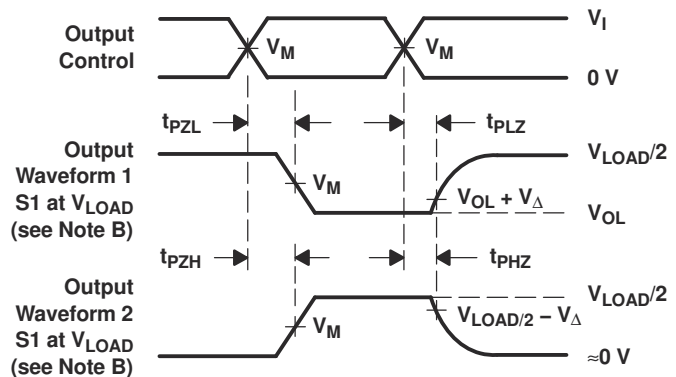 Output
Control
V_M
V_M
V_I
0 V
t_PZL
t_PLZ
Output
Waveform 1
S1 at V_LOAD
(see Note B)
V_M
V_OL + V_Δ
V_LOAD/2
V_OL
t_PZH
t_PHZ
Output
Waveform 2
S1 at V_LOAD
(see Note B)
V_M
V_LOAD/2 − V_Δ
V_LOAD/2
≈0 V